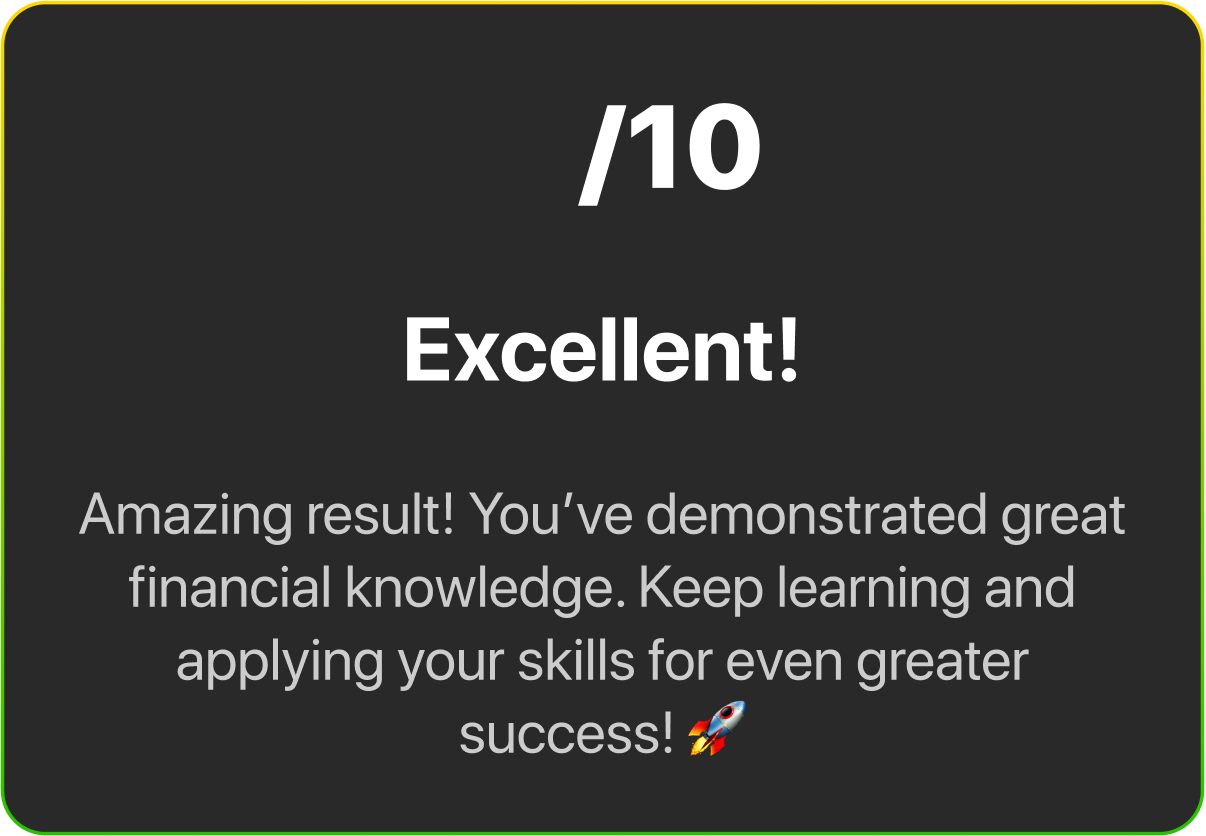 /10
Excellent!
Amazing result! You’ve demonstrated great
financial knowledge. Keep learning and
applying your skills for even greater
success! 🚀